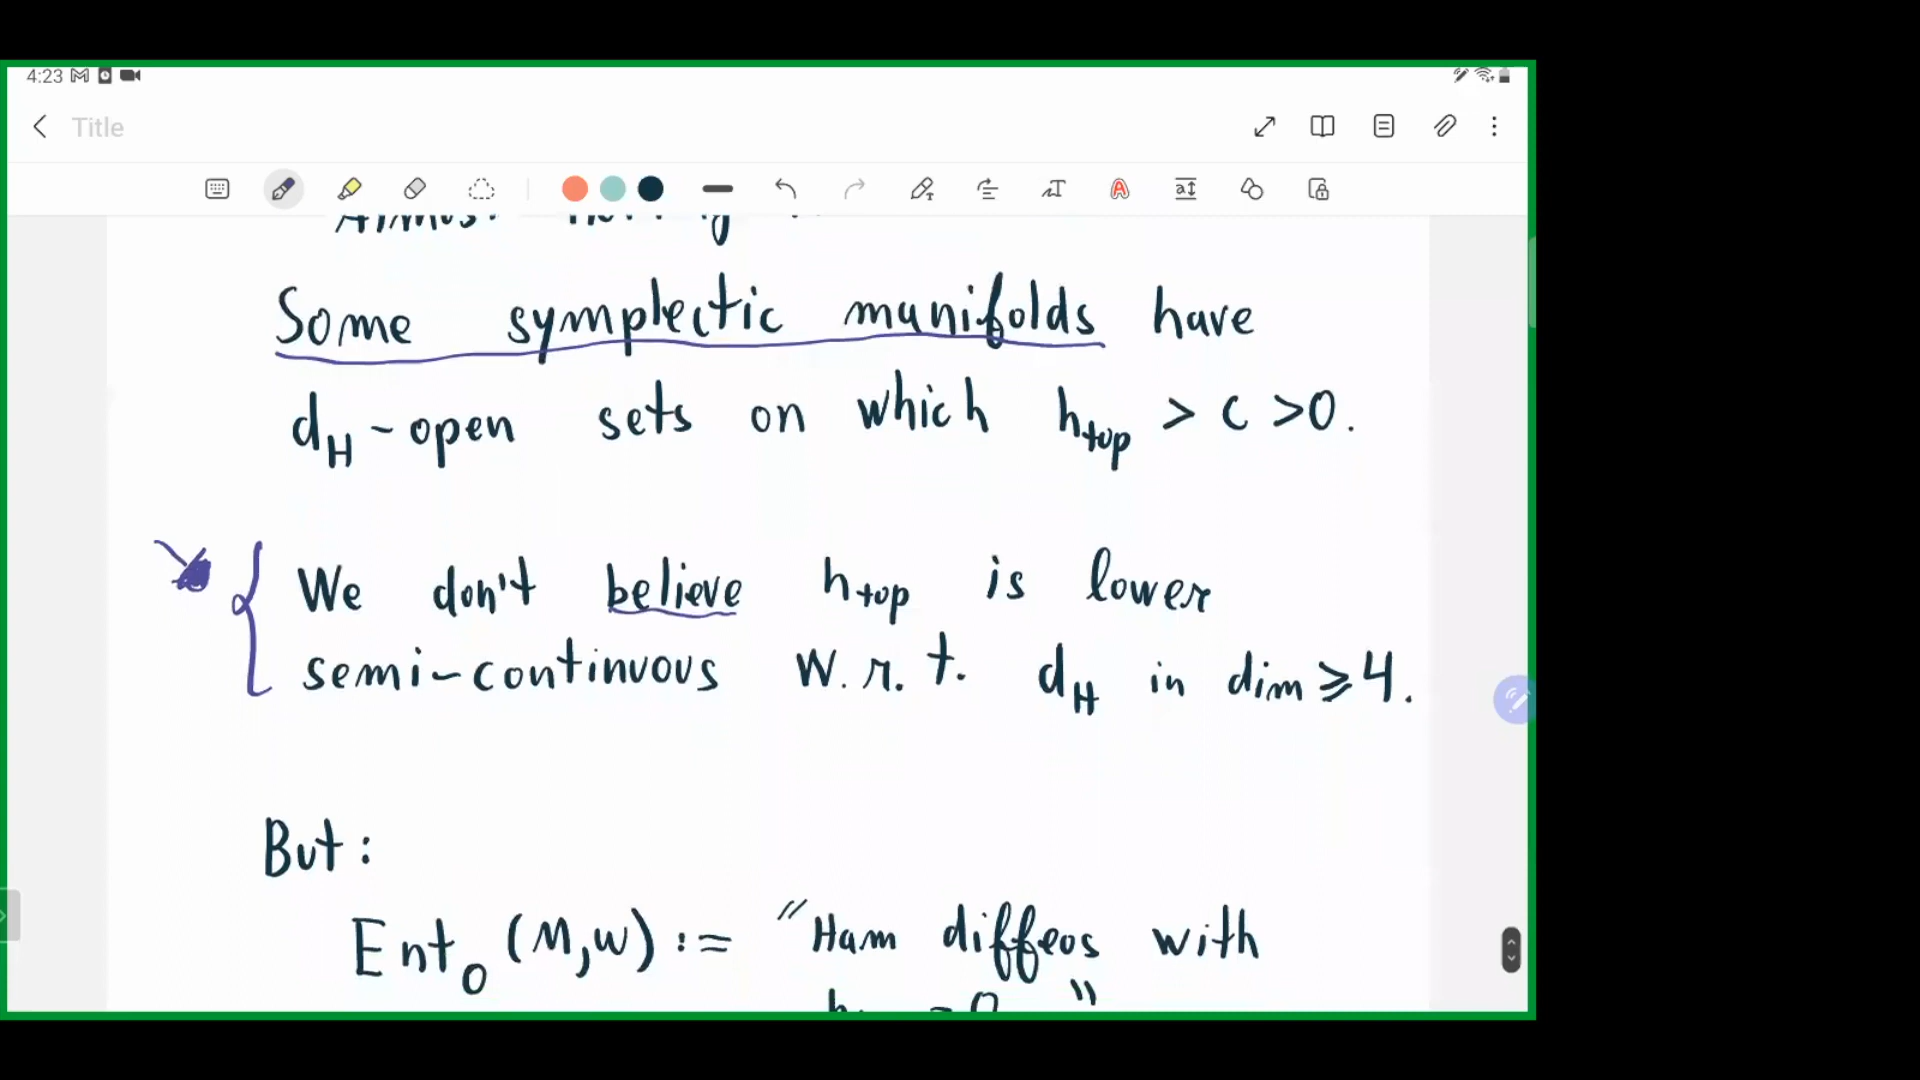 4:23
Title
Some symplectic manifolds have
d_H - open sets on which h_top > c > 0.
We don't believe h_top is lower
semi-continuous w.r.t. d_H in dim ≥ 4.
But:
Ent_0 (M,w) := "Ham diffeos with